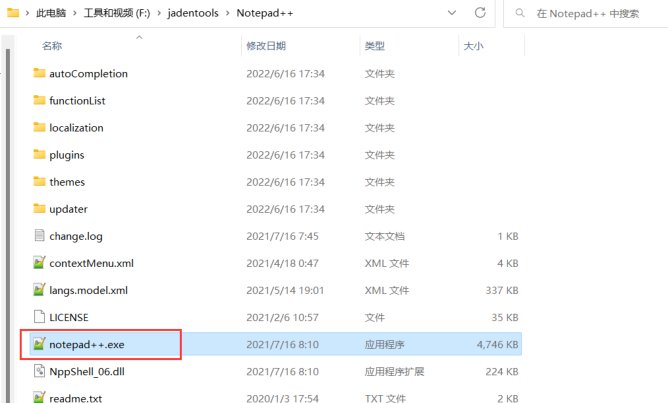 此电脑 › 工具和视频 (F:) › jadentools › Notepad++ 在 Notepad++ 中搜索
名称 修改日期 类型 大小
autoCompletion 2022/6/16 17:34 文件夹
functionList 2022/6/16 17:34 文件夹
localization 2022/6/16 17:34 文件夹
plugins 2022/6/16 17:34 文件夹
themes 2022/6/16 17:34 文件夹
updater 2022/6/16 17:34 文件夹
change.log 2021/7/16 7:45 文本文档 1 KB
contextMenu.xml 2021/4/18 0:47 XML 文件 4 KB
langs.model.xml 2021/5/14 19:01 XML 文件 337 KB
LICENSE 2021/2/6 10:57 文件 35 KB
notepad++.exe 2021/7/16 8:10 应用程序 4,746 KB
NppShell_06.dll 2021/7/16 8:10 应用程序扩展 224 KB
readme.txt 2020/1/3 17:54 TXT 文件 2 KB